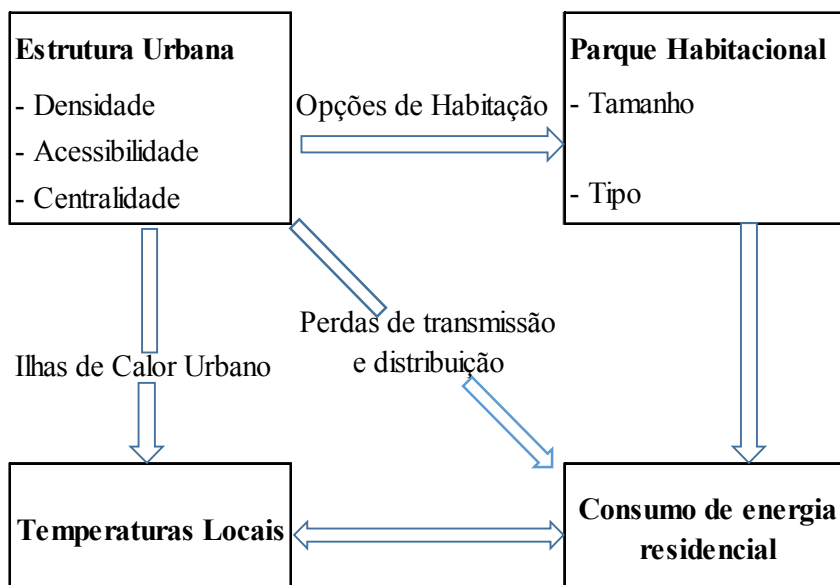 Estrutura Urbana
- Densidade
- Acessibilidade
- Centralidade
Opções de Habitação
Parque Habitacional
- Tamanho
- Tipo
Perdas de transmissão
e distribuição
Ilhas de Calor Urbano
Temperaturas Locais
Consumo de energia
residencial